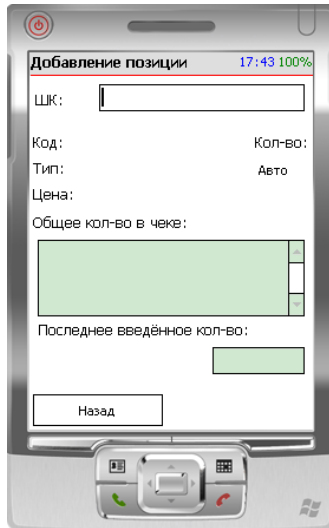 Добавление позиции 17:43 100%
ШК:
Код: Кол-во:
Тип: Авто
Цена:
Общее кол-во в чеке:
Последнее введённое кол-во:
Назад